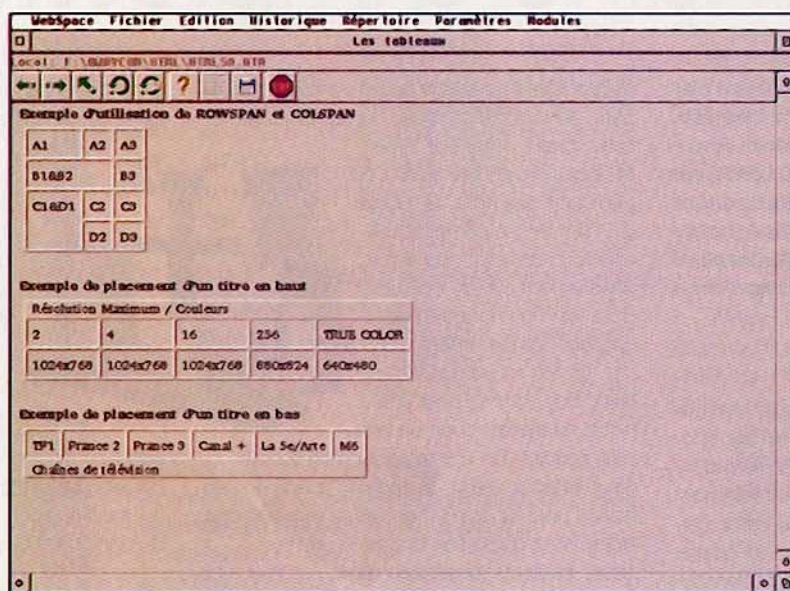 WebSpace Fichier Edition Historique Répertoire Paramètres Modules
Les tableaux
Local:
Exemple d'utilisation de ROWSPAN et COLSPAN
A1 A2 A3
B1&B2 B3
C1&D1 C2 C3
D2 D3
Exemple de placement d'un titre en haut
Résolution Maximum / Couleurs
2 4 16 256 TRUE COLOR
1024x768 1024x768 1024x768 640x480
Exemple de placement d'un titre en bas
TF1 France 2 France 3 Canal + La 5e/Arte M6
Chaînes de télévision